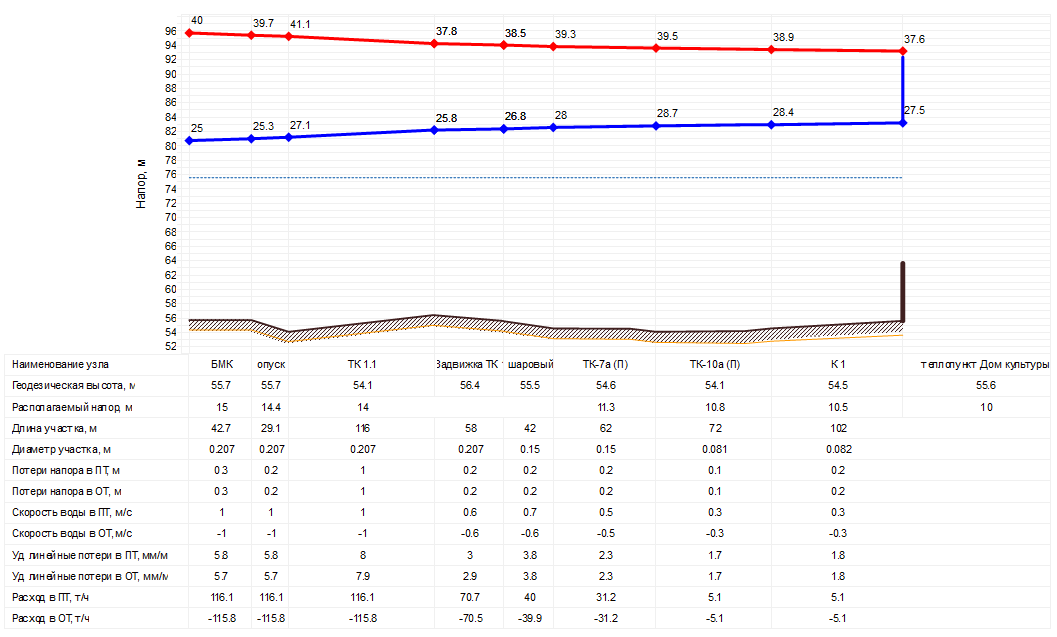 40
39.7
41.1
37.8
38.5
39.3
39.5
38.9
37.6
25
25.3
27.1
25.8
26.8
28
28.7
28.4
27.5
Напор, м
96
94
92
90
88
86
84
82
80
78
76
74
72
70
68
66
64
62
60
58
56
54
52
Наименование узла БМК опуск ТК 1.1 Задвижка ТК шаровый ТК-7а (П) ТК-10а (П) К 1 теплопункт Дом культуры
Геодезическая высота, м 55.7 55.7 54.1 56.4 55.5 54.6 54.1 54.5 55.6
Располагаемый напор, м 15 14.4 14 11.3 10.8 10.5 10
Длина участка, м 42.7 29.1 116 58 42 62 72 102
Диаметр участка, м 0.207 0.207 0.207 0.207 0.15 0.15 0.081 0.082
Потери напора в ПТ, м 0.3 0.2 1 0.2 0.2 0.2 0.1 0.2
Потери напора в ОТ, м 0.3 0.2 1 0.2 0.2 0.2 0.1 0.2
Скорость воды в ПТ, м/с 1 1 1 0.6 0.7 0.5 0.3 0.3
Скорость воды в ОТ, м/с -1 -1 -1 -0.6 -0.6 -0.5 -0.3 -0.3
Уд. линейные потери в ПТ, мм/м 5.8 5.8 8 3 3.8 2.3 1.7 1.8
Уд. линейные потери в ОТ, мм/м 5.7 5.7 7.9 2.9 3.8 2.3 1.7 1.8
Расход в ПТ, т/ч 116.1 116.1 116.1 70.7 40 31.2 5.1 5.1
Расход в ОТ, т/ч -115.8 -115.8 -115.8 -70.5 -39.9 -31.2 -5.1 -5.1